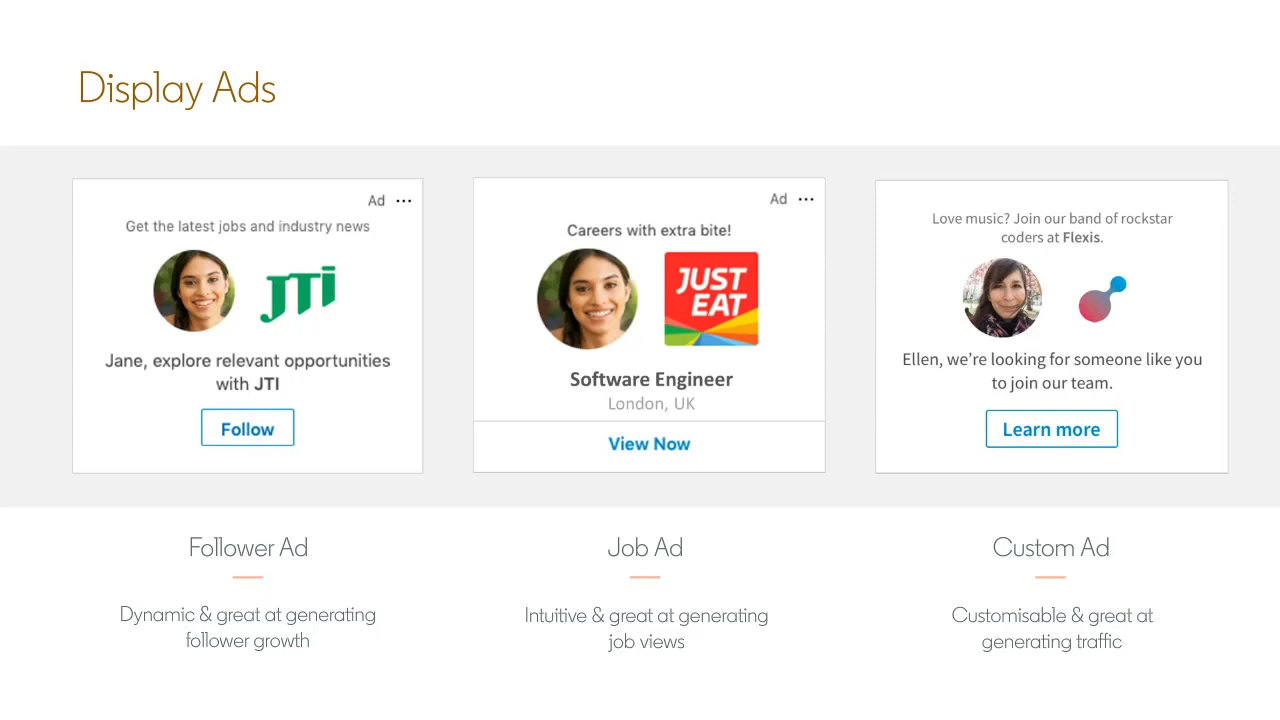 Display Ads
Ad ...
Get the latest jobs and industry news
JTi
Jane, explore relevant opportunities
with JTI
Follow
Ad ...
Careers with extra bite!
JUST
EAT
Software Engineer
London, UK
View Now
Love music? Join our band of rockstar
coders at Flexis.
Ellen, we’re looking for someone like you
to join our team.
Learn more
Follower Ad
Dynamic & great at generating
follower growth
Job Ad
Intuitive & great at generating
job views
Custom Ad
Customisable & great at
generating traffic